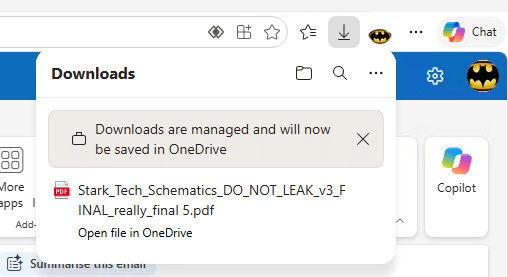 Chat
Downloads
Downloads are managed and will now
be saved in OneDrive
Stark_Tech_Schematics_DO_NOT_LEAK_v3_F
INAL_really_final 5.pdf
Open file in OneDrive
PDF
More
apps
Add-
Copilot
Summarise this email